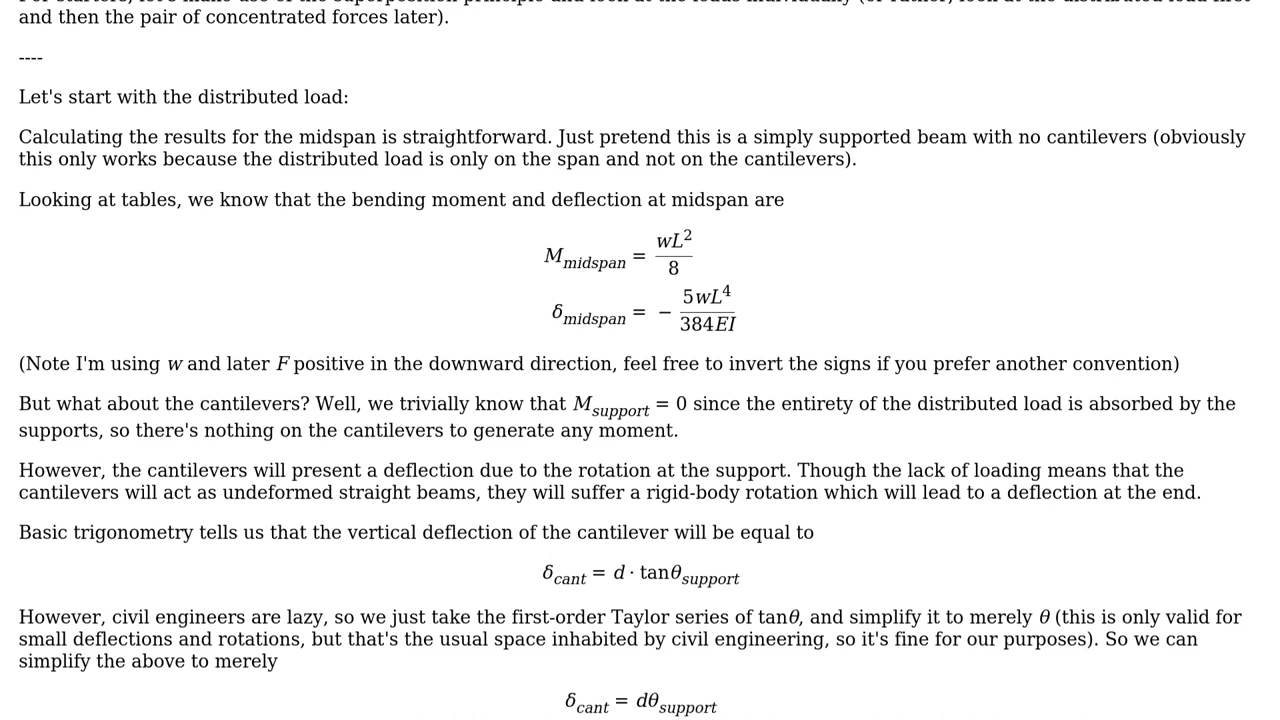 and then the pair of concentrated forces later).
----
Let's start with the distributed load:
Calculating the results for the midspan is straightforward. Just pretend this is a simply supported beam with no cantilevers (obviously
this only works because the distributed load is only on the span and not on the cantilevers).
Looking at tables, we know that the bending moment and deflection at midspan are
M_midspan = wL²/8
δ_midspan = − 5wL⁴/384EI
(Note I'm using w and later F positive in the downward direction, feel free to invert the signs if you prefer another convention)
But what about the cantilevers? Well, we trivially know that M_support = 0 since the entirety of the distributed load is absorbed by the
supports, so there's nothing on the cantilevers to generate any moment.
However, the cantilevers will present a deflection due to the rotation at the support. Though the lack of loading means that the
cantilevers will act as undeformed straight beams, they will suffer a rigid-body rotation which will lead to a deflection at the end.
Basic trigonometry tells us that the vertical deflection of the cantilever will be equal to
δ_cant = d · tanθ_support
However, civil engineers are lazy, so we just take the first-order Taylor series of tanθ, and simplify it to merely θ (this is only valid for
small deflections and rotations, but that's the usual space inhabited by civil engineering, so it's fine for our purposes). So we can
simplify the above to merely
δ_cant = dθ_support